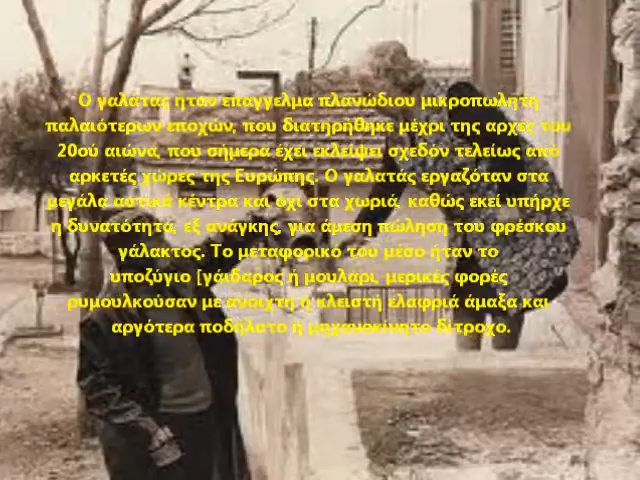 Ο γαλατάς ήταν επάγγελμα πλανώδιου μικροπωλητή
παλαιότερων εποχών, που διατηρήθηκε μέχρι της αρχές του
20ού αιώνα, που σήμερα έχει εκλείψει σχεδόν τελείως από
αρκετές χώρες της Ευρώπης. Ο γαλατάς εργαζόταν στα
μεγάλα αστικά κέντρα και όχι στα χωριά, καθώς εκεί υπήρχε
η δυνατότητα, εξ ανάγκης, για άμεση πώληση του φρέσκου
γάλακτος. Το μεταφορικό του μέσο ήταν το
υποζύγιο [γάιδαρος ή μουλάρι, μερικές φορές
ρυμουλκούσαν με ανοιχτή ή κλειστή ελαφριά άμαξα και
αργότερα ποδήλατο ή μηχανοκίνητο δίτροχο.